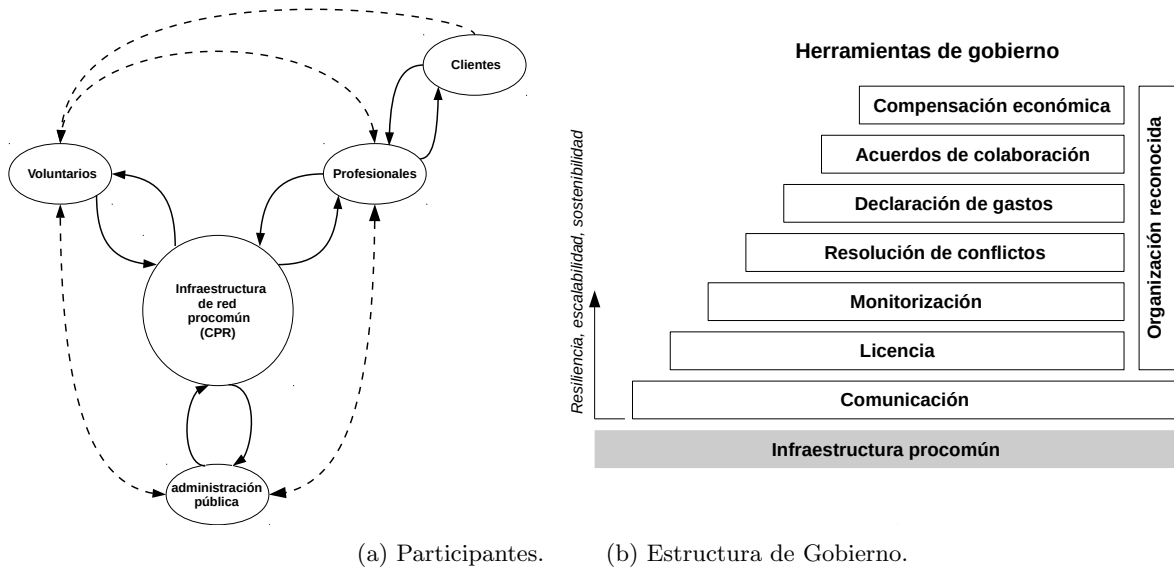 Clientes
Voluntarios
Profesionales
Infraestructura
de red
procomún
(CPR)
administración
pública
(a) Participantes.
Herramientas de gobierno
Compensación económica
Acuerdos de colaboración
Declaración de gastos
Resolución de conflictos
Monitorización
Licencia
Comunicación
Infraestructura procomún
Organización reconocida
Resiliencia, escalabilidad, sostenibilidad
(b) Estructura de Gobierno.